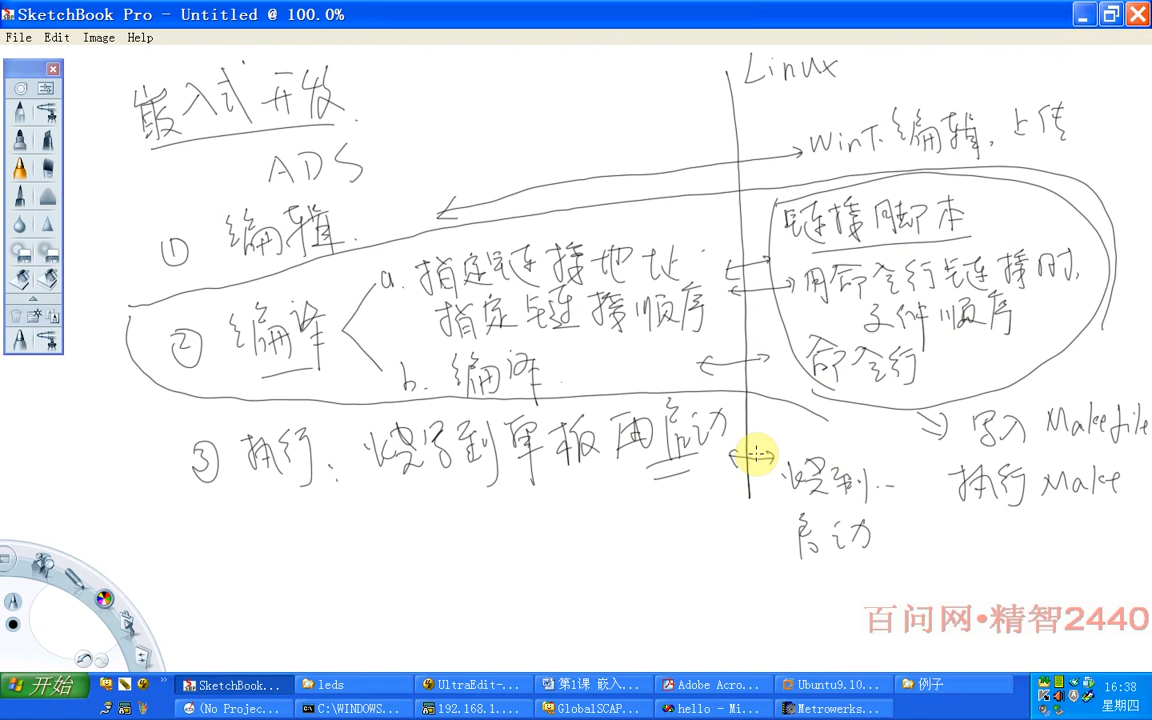 SketchBook Pro - Untitled @ 100.0%
File Edit Image Help
嵌入式开发
Linux
ADS
Win下编辑,上传
① 编辑
链接脚本
a. 指定链接地址
用命令行链接时,
② 编译
指定链接顺序
文件顺序
b. 编译
命令行
③ 执行、烧写到单板再启动
写入 Makefile
烧到..
执行 Make
启动
百问网•精智2440
开始
SketchBook...
leds
UltraEdit-...
第1课 嵌入...
Adobe Acro...
Ubuntu9.10...
例子
16:38
(No Projec...
C:\WINDOWS...
192.168.1....
GlobalSCAP...
hello - Mi...
Metrowerks...
星期四